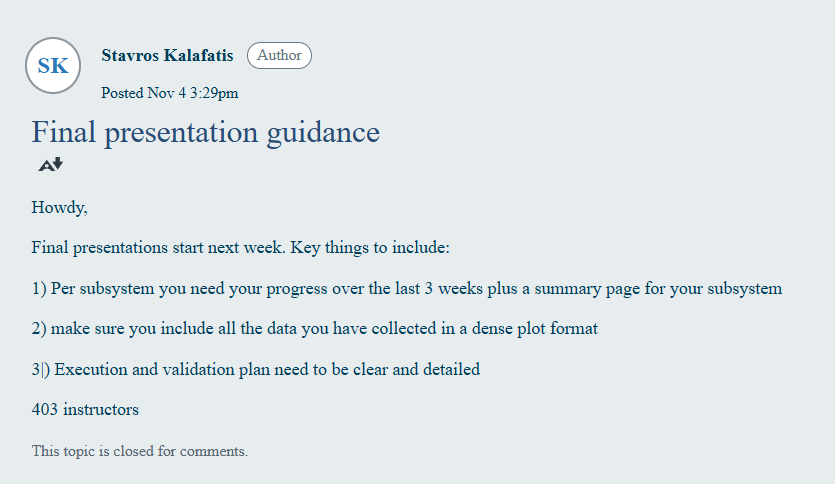 SK
Stavros Kalafatis Author
Posted Nov 4 3:29pm
Final presentation guidance
Howdy,
Final presentations start next week. Key things to include:
1) Per subsystem you need your progress over the last 3 weeks plus a summary page for your subsystem
2) make sure you include all the data you have collected in a dense plot format
3|) Execution and validation plan need to be clear and detailed
403 instructors
This topic is closed for comments.